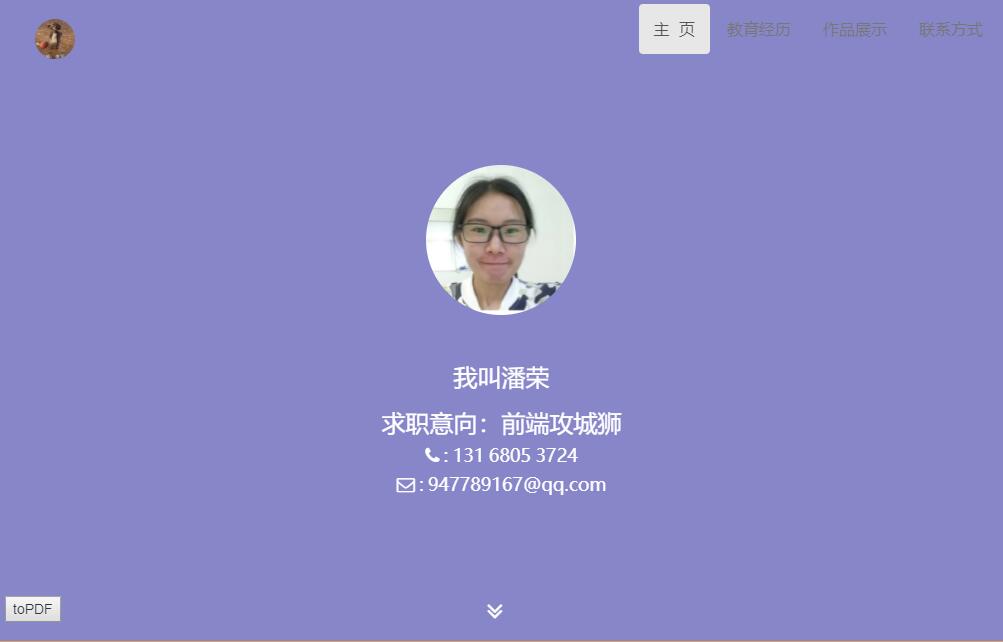 主 页 教育经历 作品展示 联系方式
我叫潘荣
求职意向：前端攻城狮
: 131 6805 3724
: 947789167@qq.com
toPDF